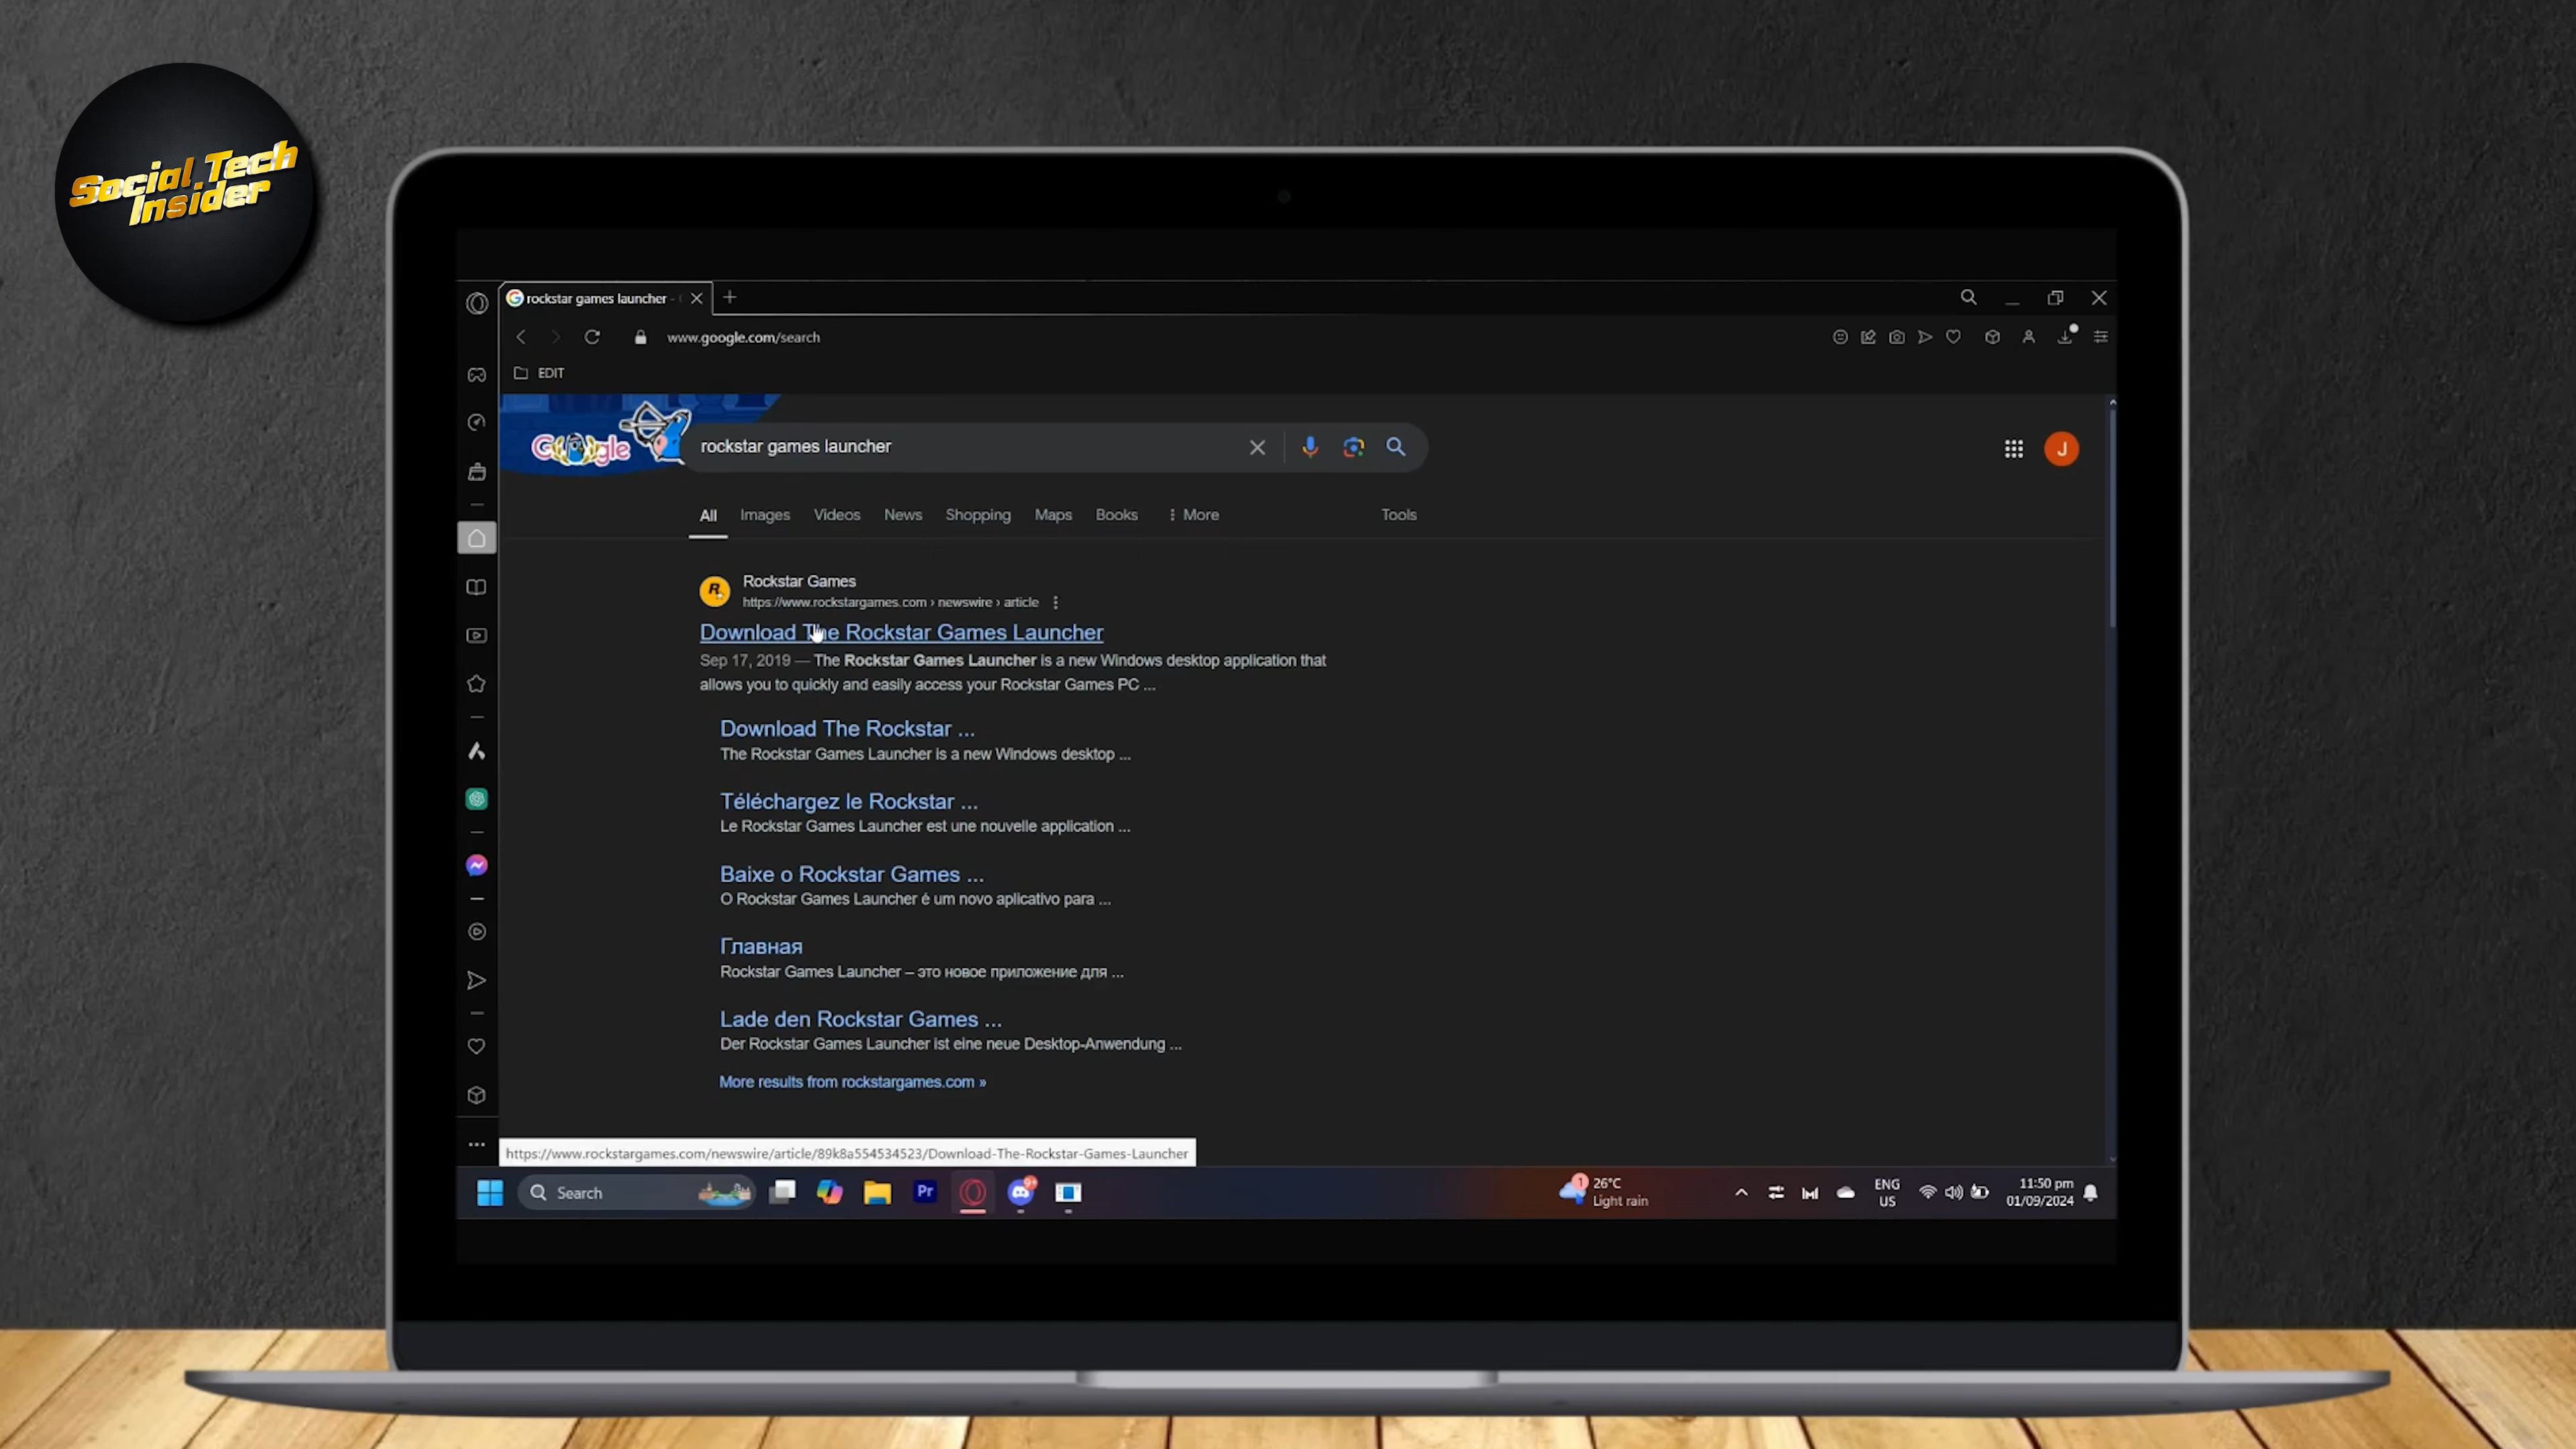 Social.Tech
Insider
rockstar games launcher -
www.google.com/search
EDIT
Google
rockstar games launcher
J
All
Images
Videos
News
Shopping
Maps
Books
More
Tools
R
Rockstar Games
https://www.rockstargames.com › newswire › article
Download The Rockstar Games Launcher
Sep 17, 2019 — The Rockstar Games Launcher is a new Windows desktop application that
allows you to quickly and easily access your Rockstar Games PC ...
Download The Rockstar ...
The Rockstar Games Launcher is a new Windows desktop ...
Téléchargez le Rockstar ...
Le Rockstar Games Launcher est une nouvelle application ...
Baixe o Rockstar Games ...
O Rockstar Games Launcher é um novo aplicativo para ...
Главная
Rockstar Games Launcher – это новое приложение для ...
Lade den Rockstar Games ...
Der Rockstar Games Launcher ist eine neue Desktop-Anwendung ...
More results from rockstargames.com »
https://www.rockstargames.com/newswire/article/89k8a554534523/Download-The-Rockstar-Games-Launcher
Search
Pr
9+
1
26°C
Light rain
ENG
US
11:50 pm
01/09/2024